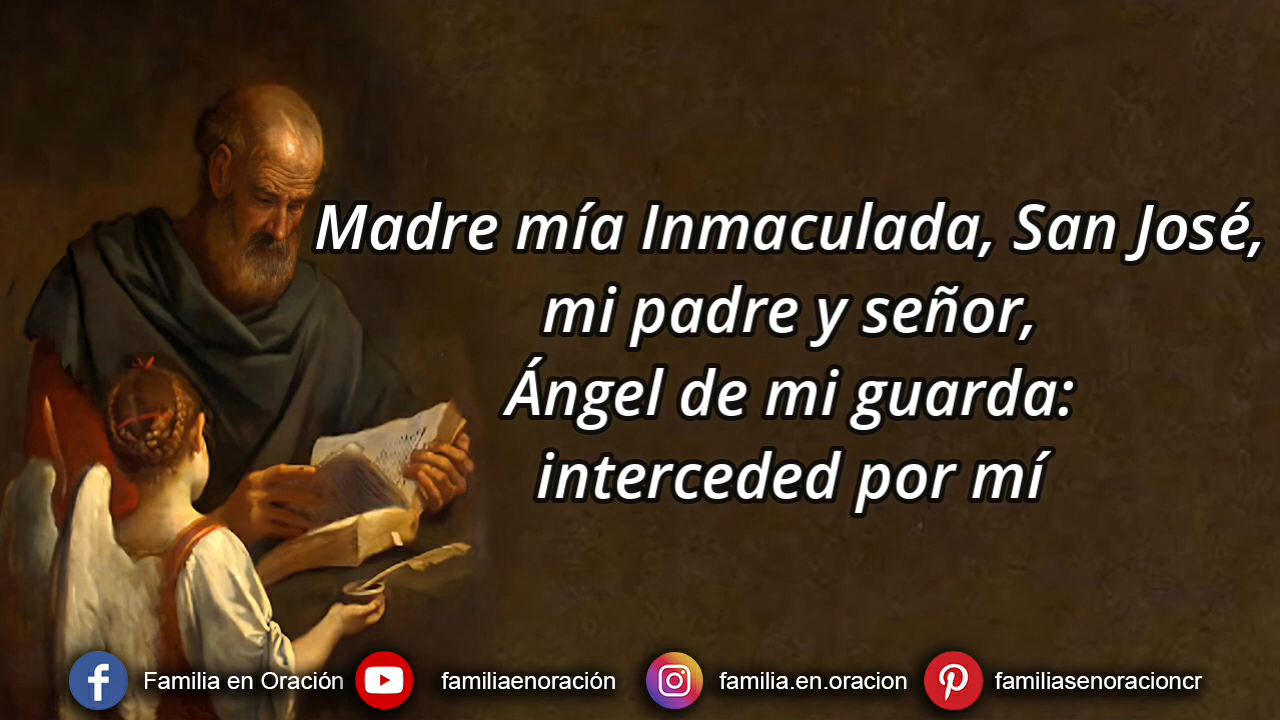 Madre mía Inmaculada, San José,
mi padre y señor,
Ángel de mi guarda:
interceded por mí
Familia en Oración
familiaenoración
familia.en.oracion
familiasenoracioncr